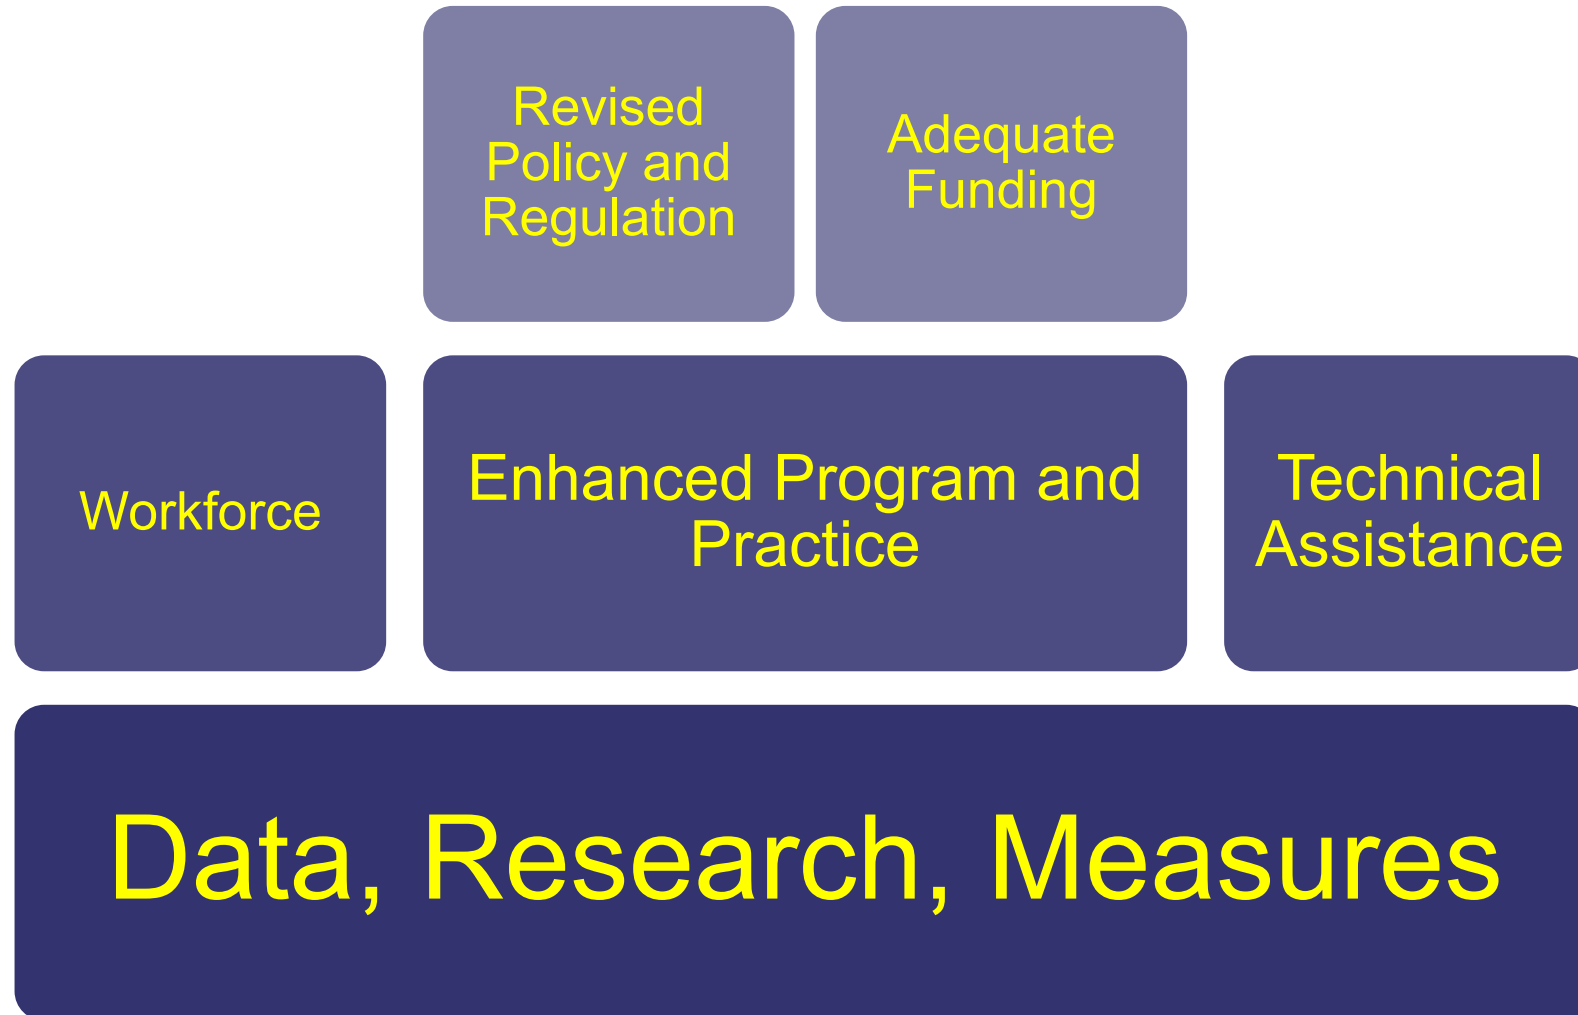 Revised
Policy and
Regulation
Adequate
Funding
Workforce
Enhanced Program and
Practice
Technical
Assistance
Data, Research, Measures